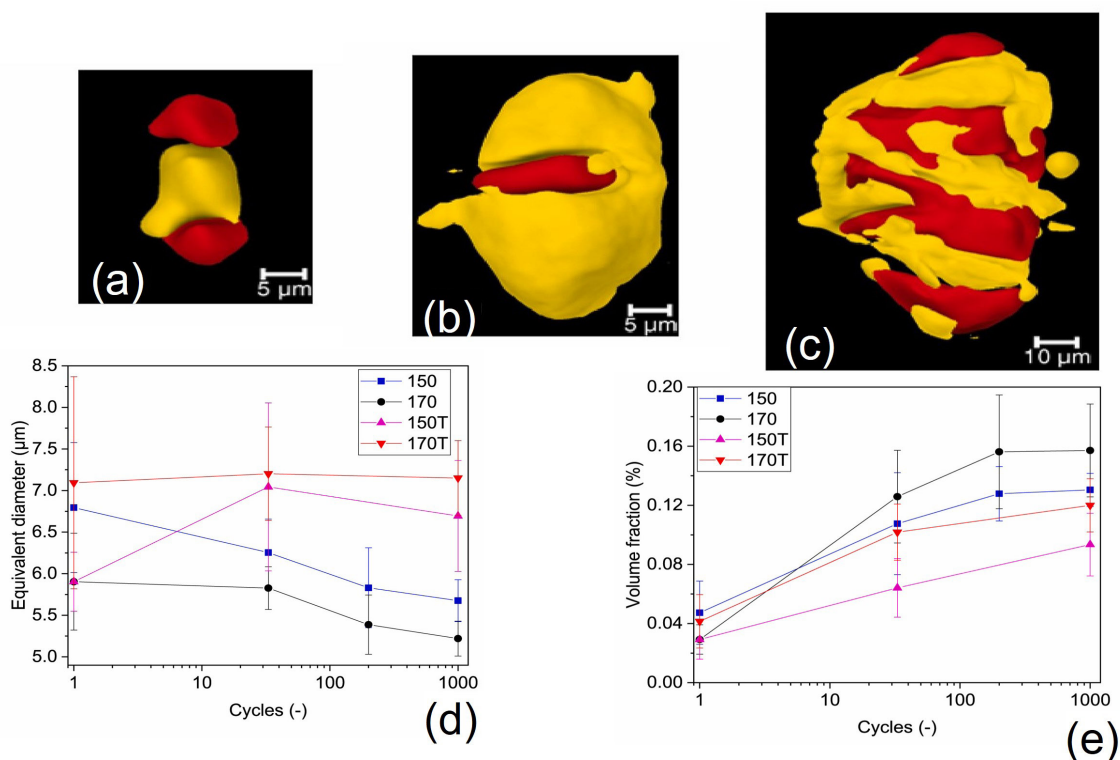 (a)
5 µm
(b)
5 µm
(c)
10 µm
8.5
8.0
7.5
7.0
6.5
6.0
5.5
5.0
Equivalent diameter (µm)
150
170
150T
170T
1
10
100
1000
Cycles (-)
(d)
0.20
0.16
0.12
0.08
0.04
0.00
Volume fraction (%)
150
170
150T
170T
1
10
100
1000
Cycles (-)
(e)